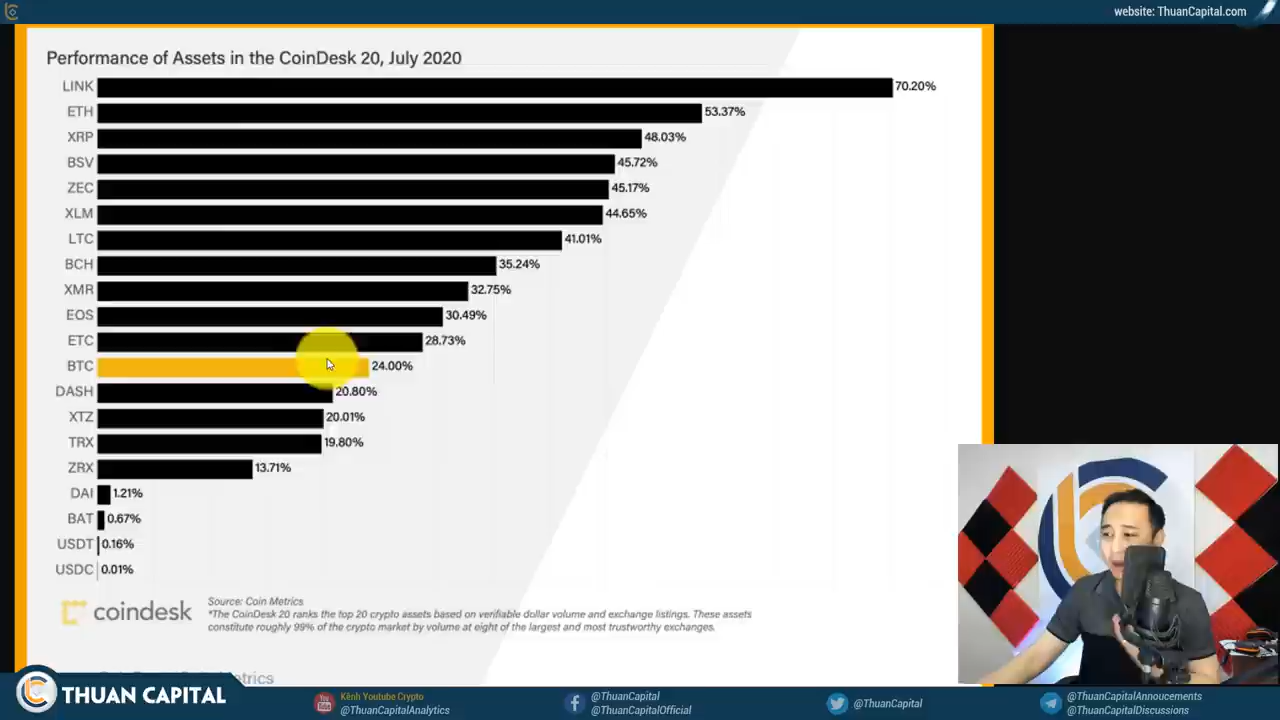 website: ThuanCapital.com
Performance of Assets in the CoinDesk 20, July 2020
LINK 70.20%
ETH 53.37%
XRP 48.03%
BSV 45.72%
ZEC 45.17%
XLM 44.65%
LTC 41.01%
BCH 35.24%
XMR 32.75%
EOS 30.49%
ETC 28.73%
BTC 24.00%
DASH 20.80%
XTZ 20.01%
TRX 19.80%
ZRX 13.71%
DAI 1.21%
BAT 0.67%
USDT 0.16%
USDC 0.01%
coindesk
Source: Coin Metrics
*The CoinDesk 20 ranks the top 20 crypto assets based on verifiable dollar volume and exchange listings. These assets
constitute roughly 99% of the crypto market by volume at eight of the largest and most trustworthy exchanges.
THUAN CAPITAL
Kênh Youtube Crypto
@ThuanCapitalAnalytics
@ThuanCapital
@ThuanCapitalOfficial
@ThuanCapital
@ThuanCapitalAnnoucements
@ThuanCapitalDiscussions